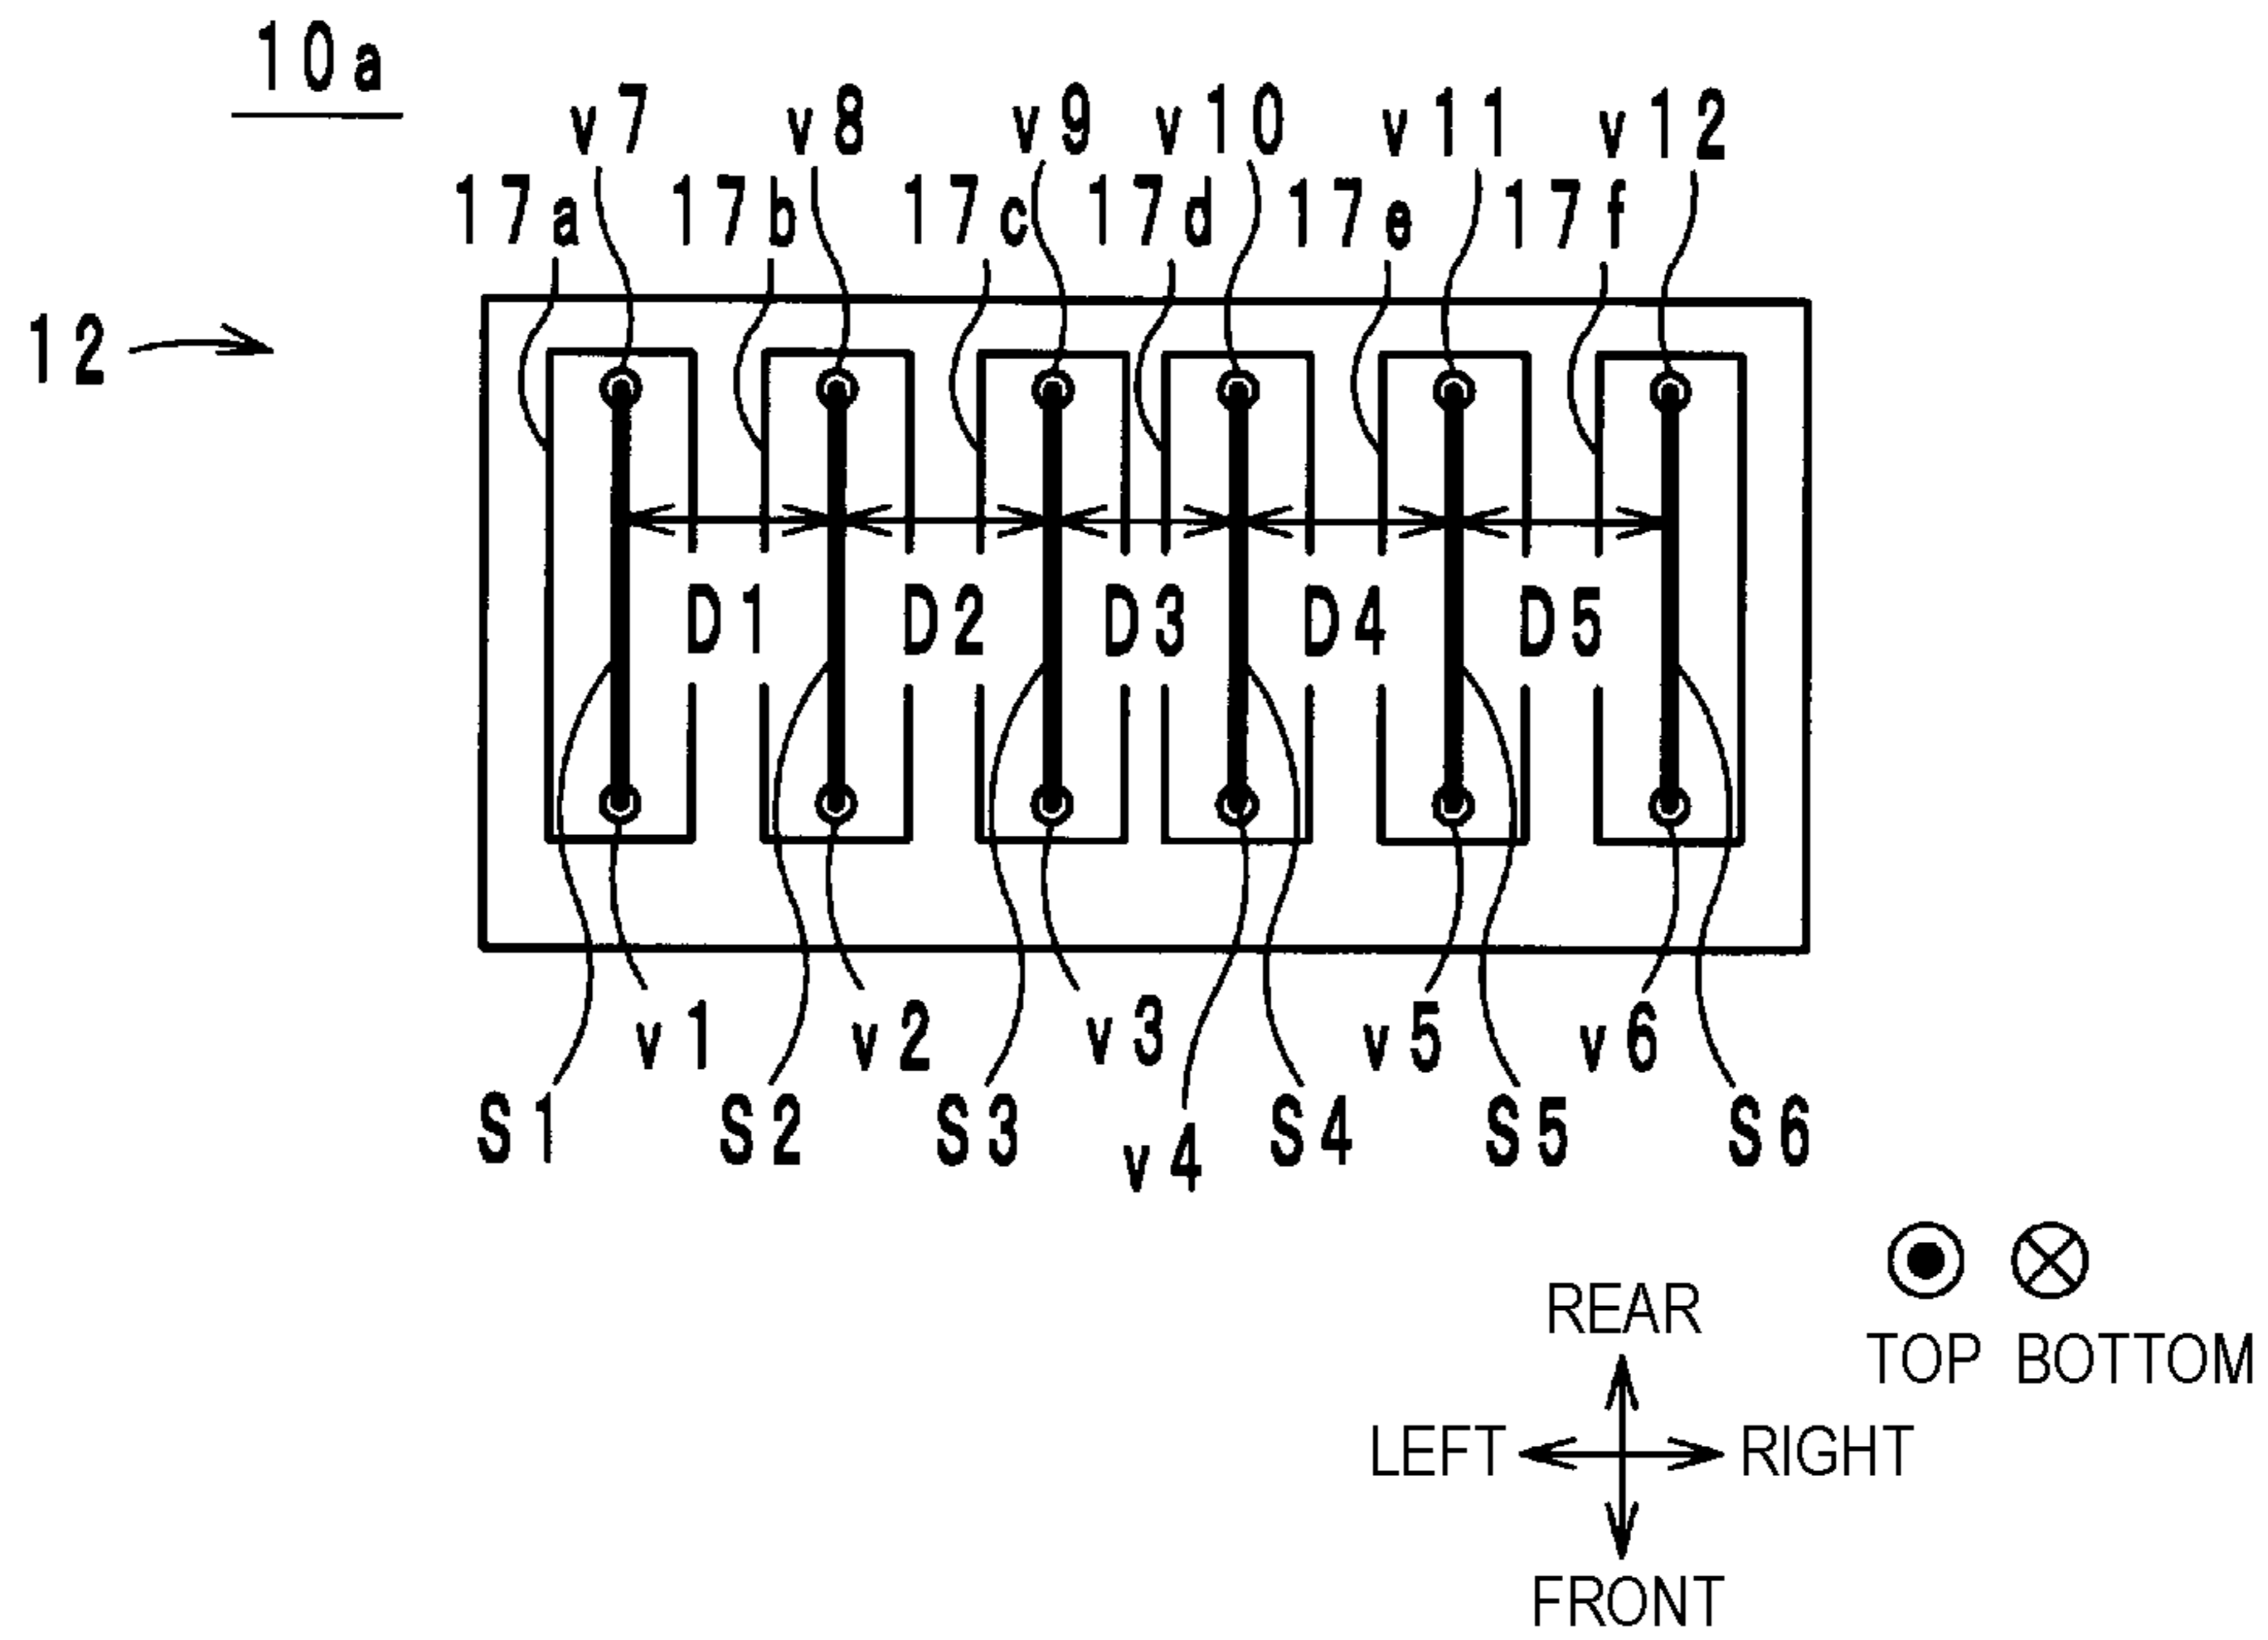 10a
v7 v8 v9 v10 v11 v12
17a 17b 17c 17d 17e 17f
12
D1 D2 D3 D4 D5
v1 v2 v3 v5 v6
S1 S2 S3 v4 S4 S5 S6
REAR
TOP BOTTOM
LEFT RIGHT
FRONT